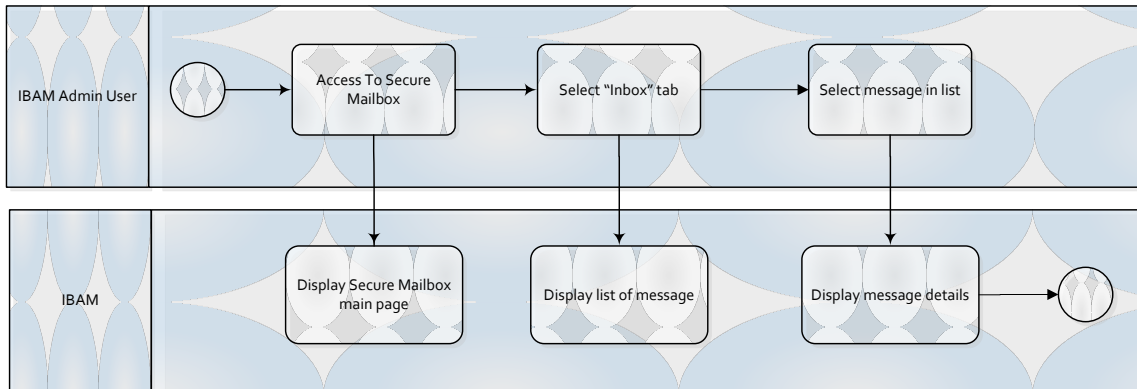 IBAM Admin User
Access To Secure
Mailbox
Select “Inbox” tab
Select message in list
IBAM
Display Secure Mailbox
main page
Display list of message
Display message details